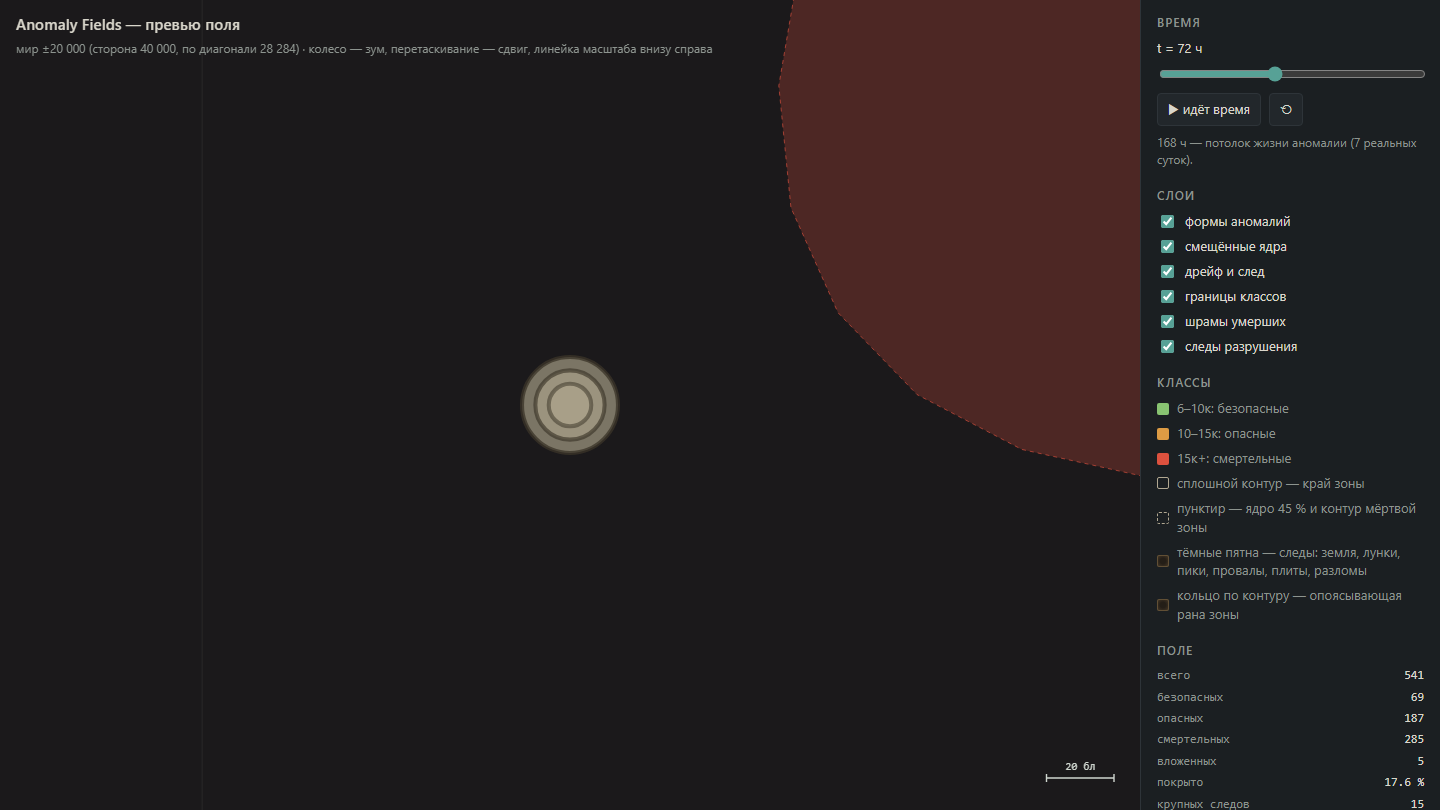 Anomaly Fields — превью поля
мир ±20 000 (сторона 40 000, по диагонали 28 284) · колесо — зум, перетаскивание — сдвиг, линейка масштаба внизу справа
20 бл
ВРЕМЯ
t = 72 ч
▶ идёт время
⟲
168 ч — потолок жизни аномалии (7 реальных
суток).
СЛОИ
формы аномалий
смещённые ядра
дрейф и след
границы классов
шрамы умерших
следы разрушения
КЛАССЫ
6–10к: безопасные
10–15к: опасные
15к+: смертельные
сплошной контур — край зоны
пунктир — ядро 45 % и контур мёртвой
зоны
тёмные пятна — следы: земля, лунки,
пики, провалы, плиты, разломы
кольцо по контуру — опоясывающая
рана зоны
ПОЛЕ
всего 541
безопасных 69
опасных 187
смертельных 285
вложенных 5
покрыто 17.6 %
крупных следов 15